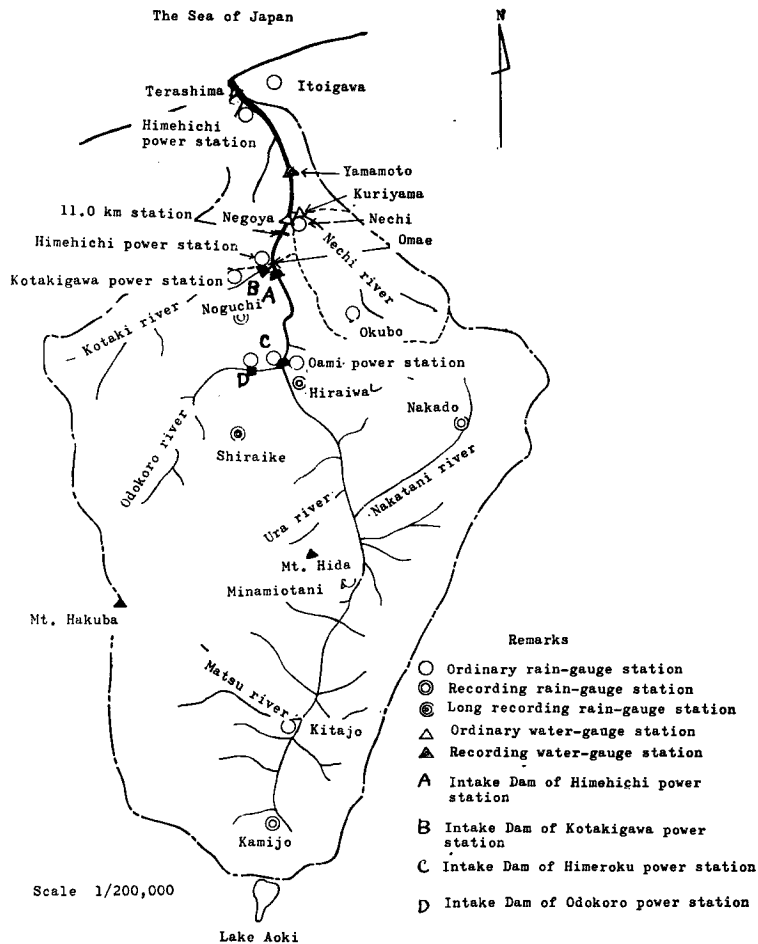 The Sea of Japan
N
Terashima
Itoigawa
Himehichi
power station
Yamamoto
Kuriyama
11.0 km station
Negoya
Nechi
Himehichi power station
Omae
Nechi river
Kotakigawa power station
B A
Noguchi
Kotaki river
Okubo
C
Oami power station
D
Hiraiwa
Nakado
Odokoro river
Shiraike
Ura river
Nakatani river
Mt. Hida
Minamiotani
Mt. Hakuba
Matsu river
Kitajo
Kamijo
Scale 1/200,000
Lake Aoki
Remarks
Ordinary rain-gauge station
Recording rain-gauge station
Long recording rain-gauge station
Ordinary water-gauge station
Recording water-gauge station
A Intake Dam of Himehichi power
station
B Intake Dam of Kotakigawa power
station
C Intake Dam of Himeroku power station
D Intake Dam of Odokoro power station